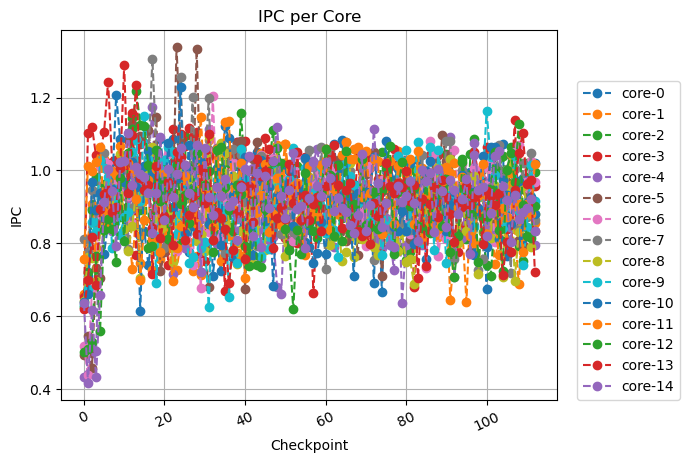 IPC per Core
IPC
1.2
1.0
0.8
0.6
0.4
0
20
40
60
80
100
Checkpoint
core-0
core-1
core-2
core-3
core-4
core-5
core-6
core-7
core-8
core-9
core-10
core-11
core-12
core-13
core-14